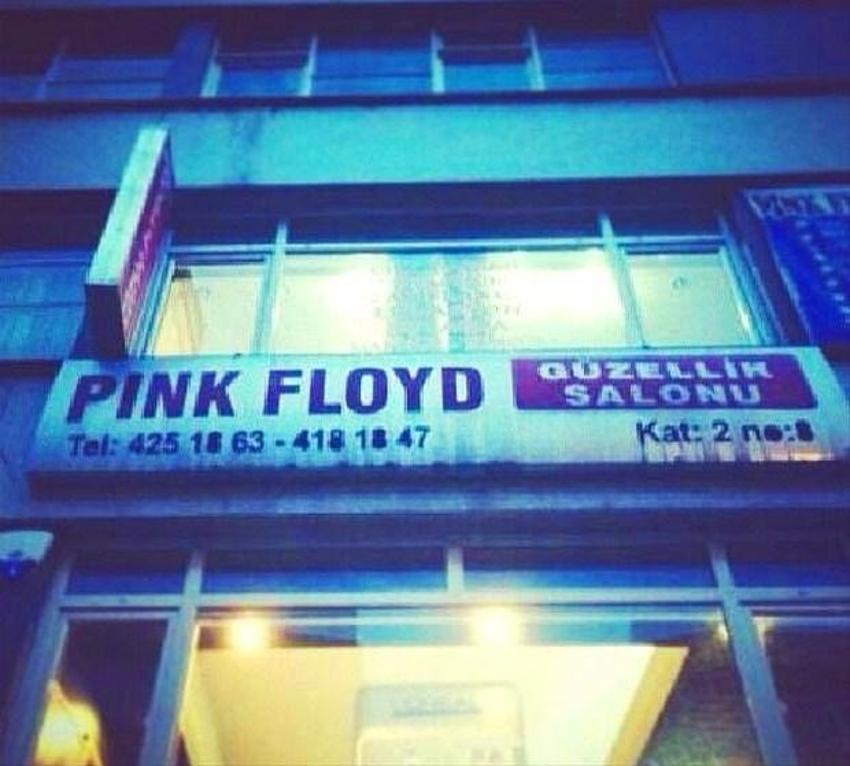 PINK FLOYD
GÜZELLİK
SALONU
Tel: 425 18 63 - 418 18 47
Kat: 2 no:8